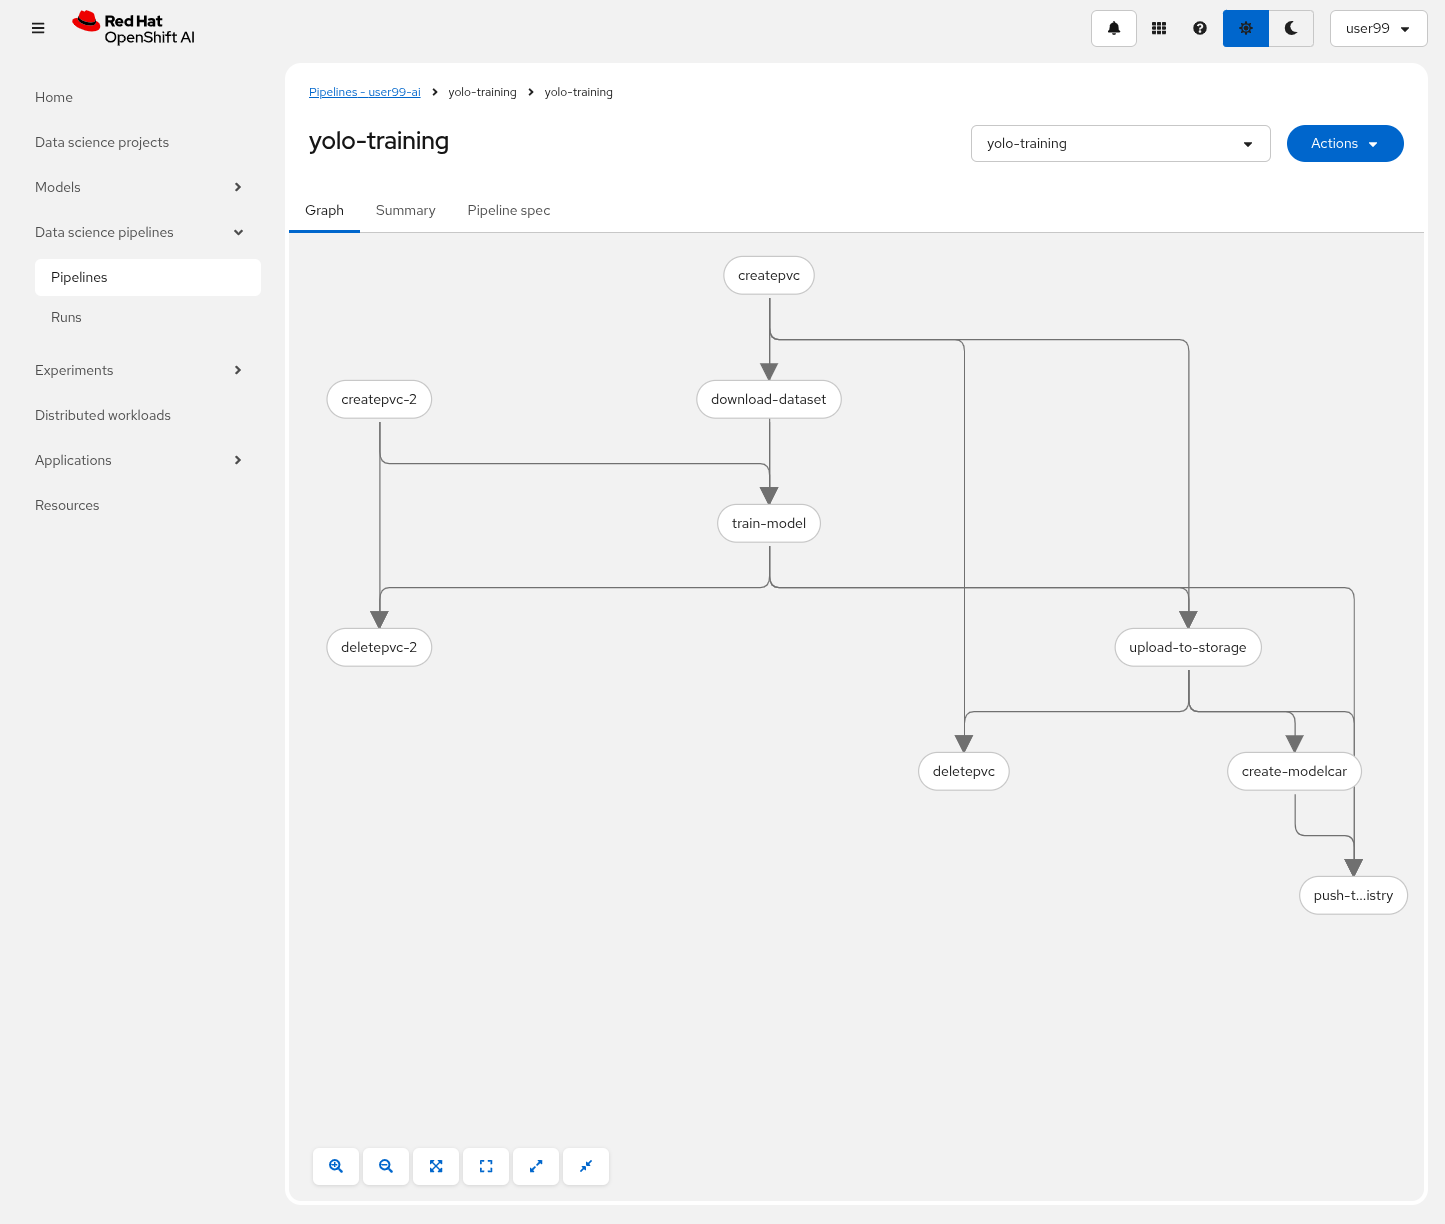 Red Hat
OpenShift AI
user99
Home
Data science projects
Models
Data science pipelines
Pipelines
Runs
Experiments
Distributed workloads
Applications
Resources
Pipelines - user99-ai
yolo-training
yolo-training
yolo-training
yolo-training
Actions
Graph
Summary
Pipeline spec
createpvc
createpvc-2
download-dataset
train-model
deletepvc-2
upload-to-storage
deletepvc
create-modelcar
push-t...istry